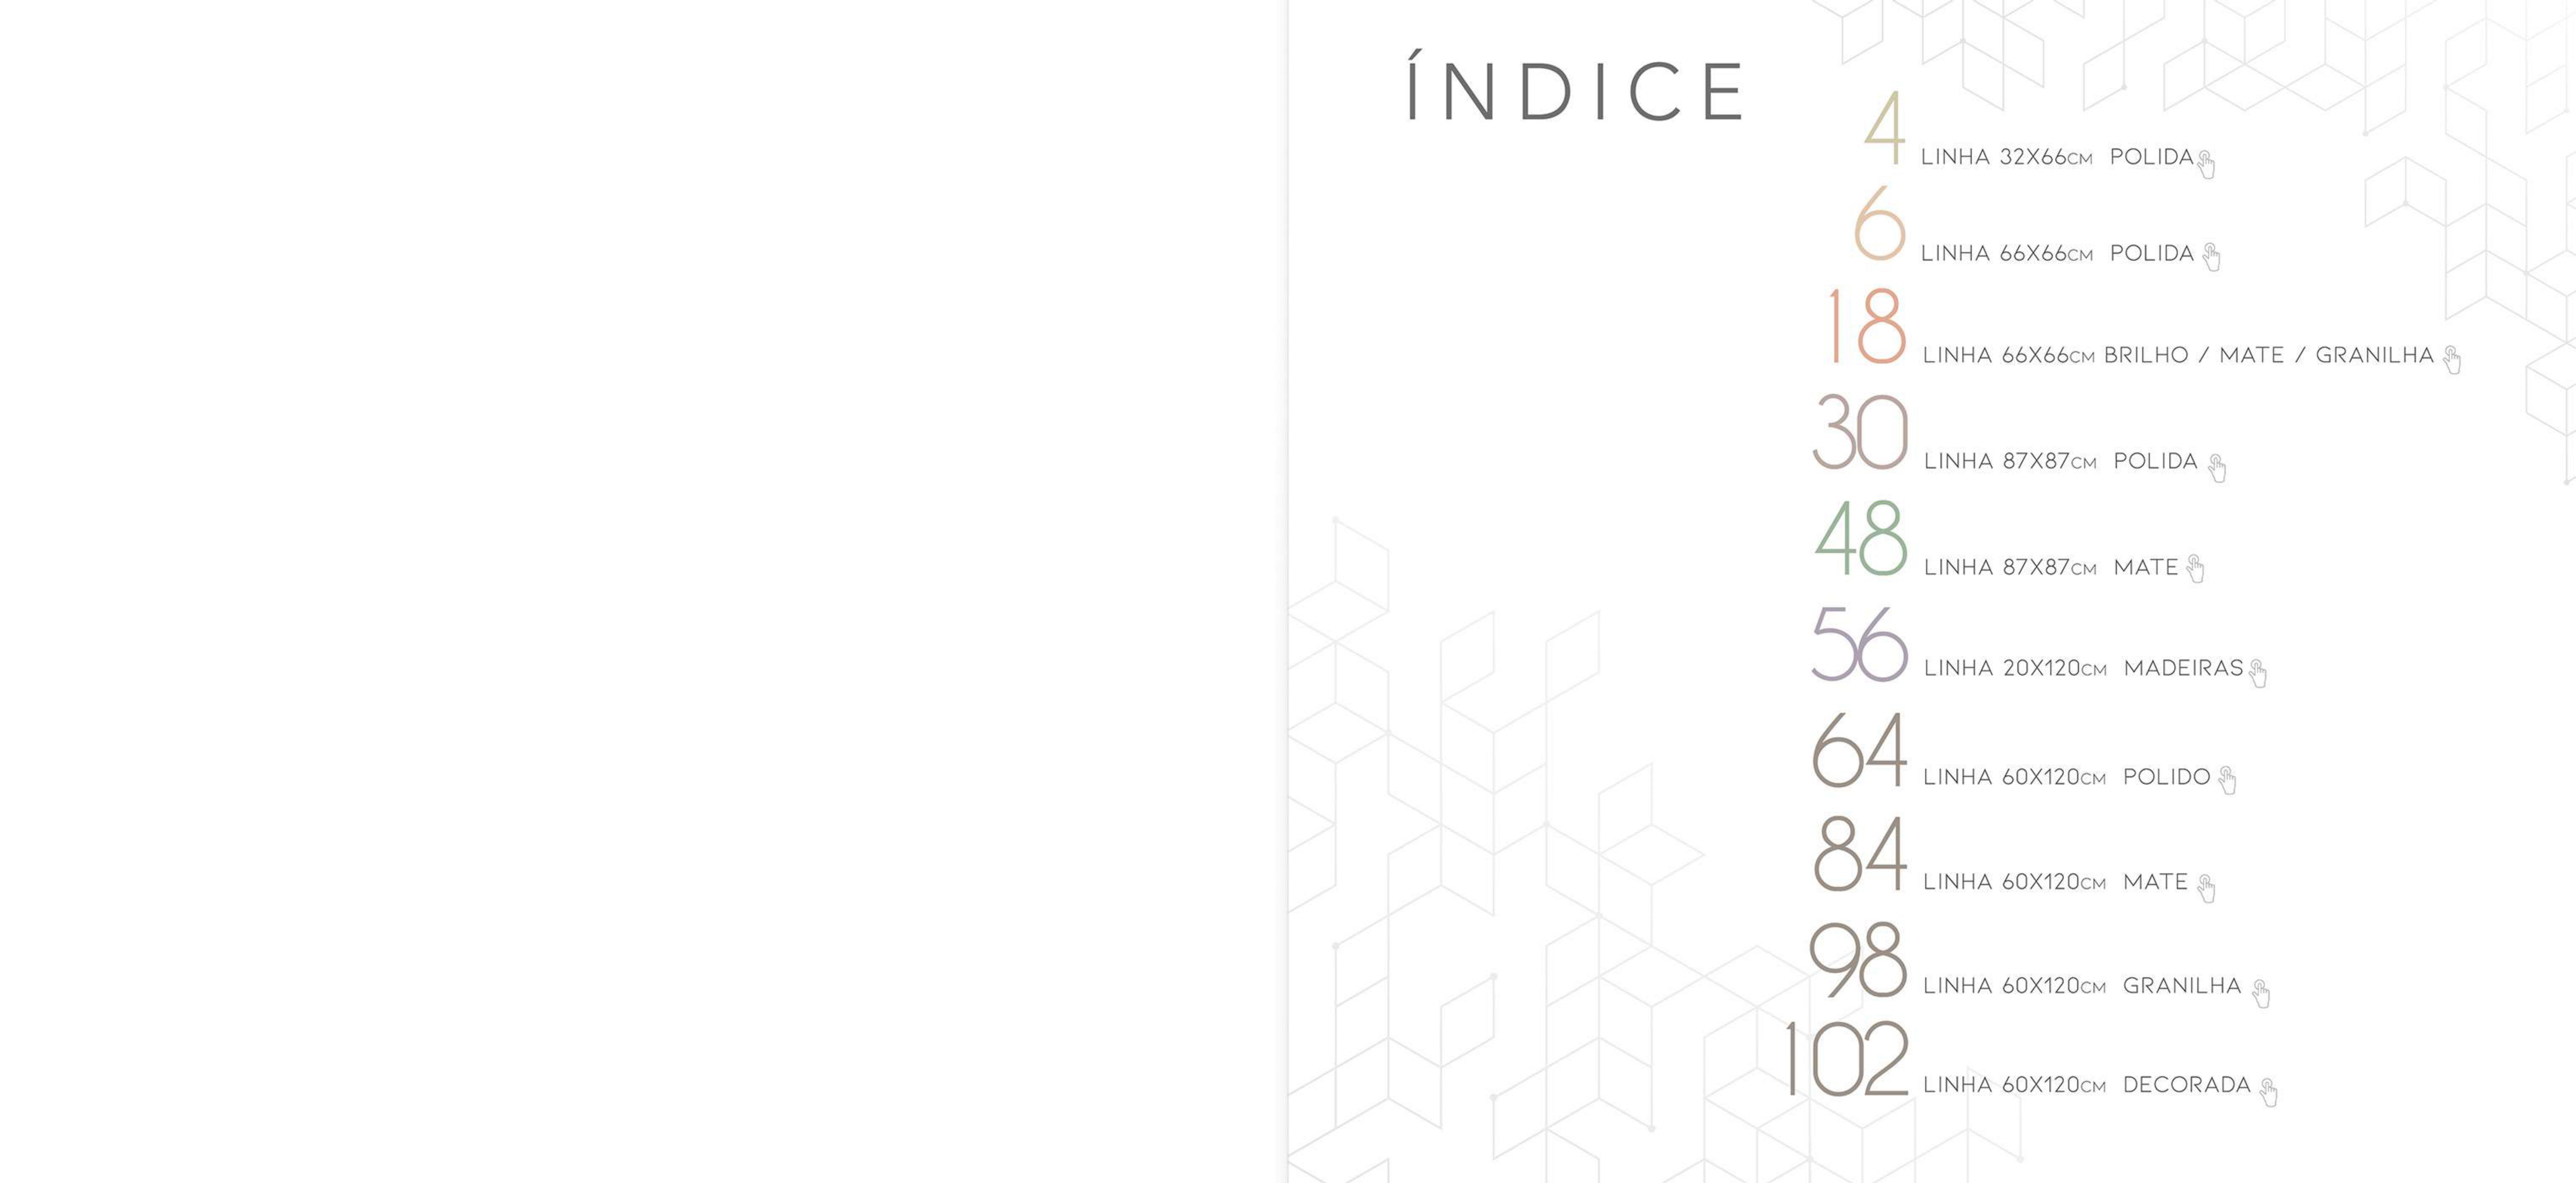 ÍNDICE
4 LINHA 32X66CM POLIDA
6 LINHA 66X66CM POLIDA
18 LINHA 66X66CM BRILHO / MATE / GRANILHA
30 LINHA 87X87CM POLIDA
48 LINHA 87X87CM MATE
56 LINHA 20X120CM MADEIRAS
64 LINHA 60X120CM POLIDO
84 LINHA 60X120CM MATE
98 LINHA 60X120CM GRANILHA
102 LINHA 60X120CM DECORADA